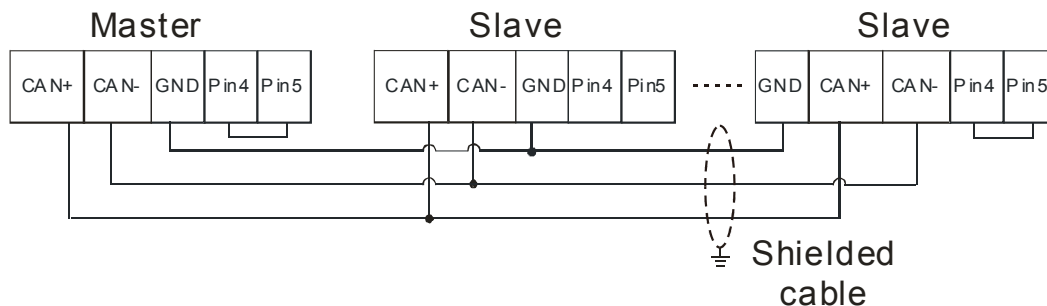 Master Slave Slave
CAN+ CAN- GND Pin4 Pin5 CAN+ CAN- GND Pin4 Pin5 GND CAN+ CAN- Pin4 Pin5
Shielded
cable